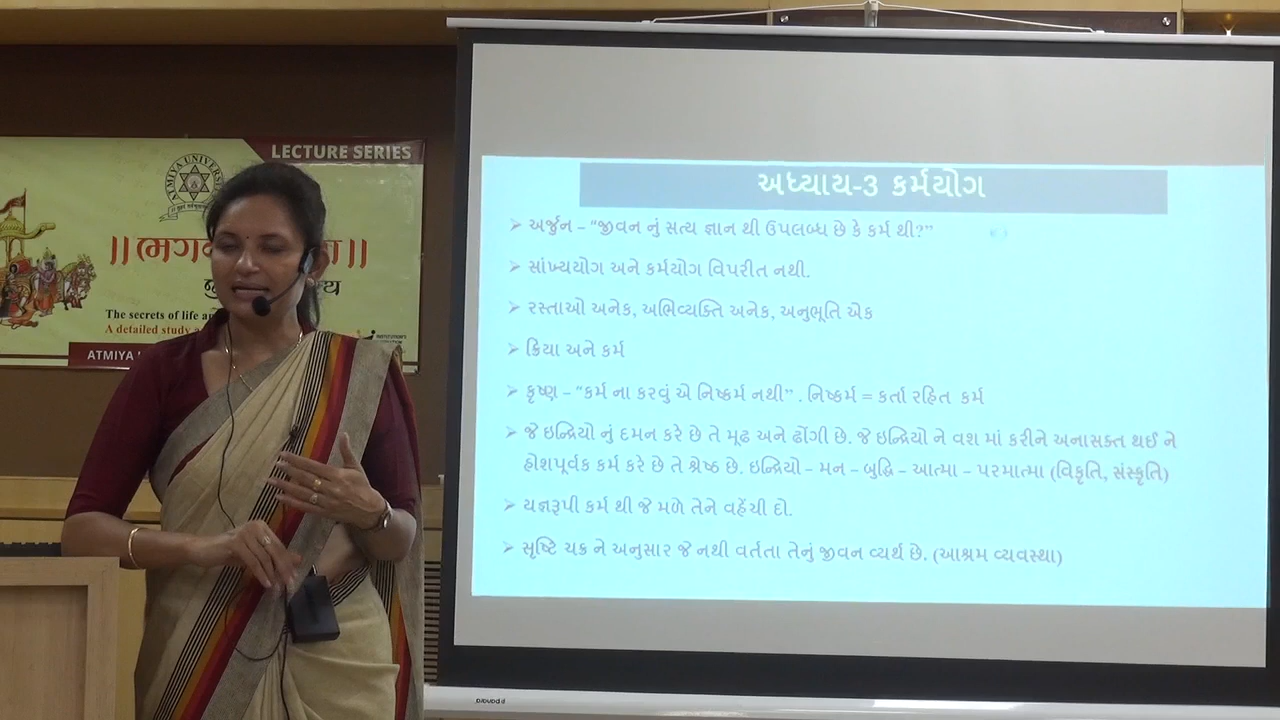 LECTURE SERIES
ATMIYA UNIVERSITY
The secrets of life
A detailed study
અધ્યાય-૩ કર્મયોગ
➢ અર્જુન – “જીવન નું સત્ય જ્ઞાન થી ઉપલબ્ધ છે કે કર્મ થી?”
➢ સાંખ્યયોગ અને કર્મયોગ વિપરીત નથી.
➢ રસ્તાઓ અનેક, અભિવ્યક્તિ અનેક, અનુભૂતિ એક
➢ ક્રિયા અને કર્મ
➢ કૃષ્ણ – “કર્મ ના કરવું એ નિષ્કર્મ નથી” . નિષ્કર્મ = કર્તા રહિત કર્મ
➢ જે ઇન્દ્રિયો નું દમન કરે છે તે મૂઢ અને ઢોંગી છે. જે ઇન્દ્રિયો ને વશ માં કરીને અનાસક્ત થઈ ને
હોશપૂર્વક કર્મ કરે છે તે શ્રેષ્ઠ છે. ઇન્દ્રિયો – મન – બુદ્ધિ – આત્મા – પરમાત્મા (વિકૃતિ, સંસ્કૃતિ)
➢ યજ્ઞરૂપી કર્મ થી જે મળે તેને વહેંચી દો.
➢ સૃષ્ટિ ચક્ર ને અનુસાર જે નથી વર્તતા તેનું જીવન વ્યર્થ છે. (આશ્રમ વ્યવસ્થા)